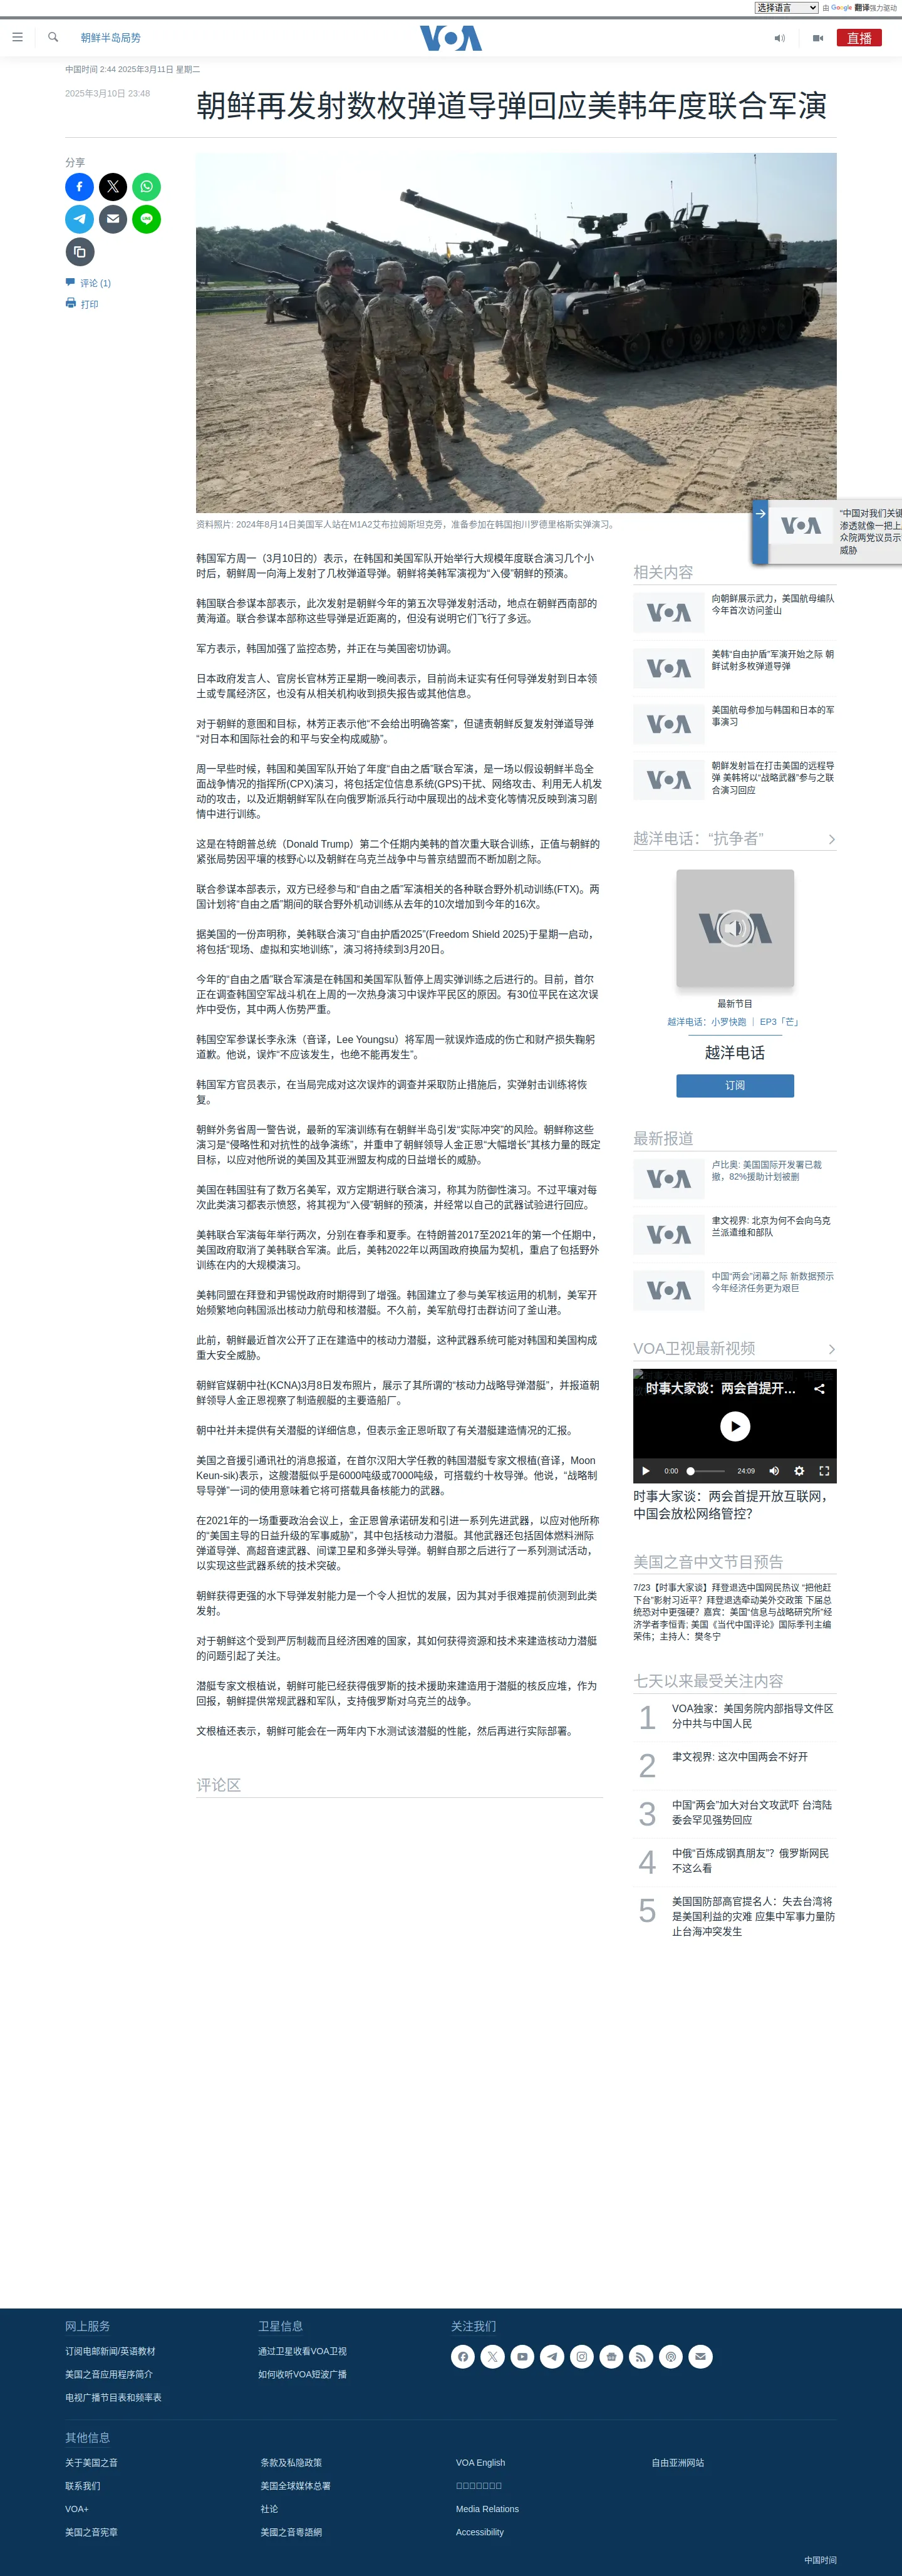 选择语言 由 Google 翻译强力驱动
朝鲜半岛局势
VOA
直播
中国时间 2:44 2025年3月11日 星期二
2025年3月10日 23:48
朝鲜再发射数枚弹道导弹回应美韩年度联合军演
分享
评论 (1)
打印
资料照片: 2024年8月14日美国军人站在M1A2艾布拉姆斯坦克旁，准备参加在韩国抱川罗德里格斯实弹演习。
韩国军方周一（3月10日的）表示，在韩国和美国军队开始举行大规模年度联合演习几个小
时后，朝鲜周一向海上发射了几枚弹道导弹。朝鲜将美韩军演视为“入侵”朝鲜的预演。
韩国联合参谋本部表示，此次发射是朝鲜今年的第五次导弹发射活动，地点在朝鲜西南部的
黄海道。联合参谋本部称这些导弹是近距离的，但没有说明它们飞行了多远。
军方表示，韩国加强了监控态势，并正在与美国密切协调。
日本政府发言人、官房长官林芳正星期一晚间表示，目前尚未证实有任何导弹发射到日本领
土或专属经济区，也没有从相关机构收到损失报告或其他信息。
对于朝鲜的意图和目标，林芳正表示他“不会给出明确答案”，但谴责朝鲜反复发射弹道导弹
“对日本和国际社会的和平与安全构成威胁”。
周一早些时候，韩国和美国军队开始了年度“自由之盾”联合军演，是一场以假设朝鲜半岛全
面战争情况的指挥所(CPX)演习，将包括定位信息系统(GPS)干扰、网络攻击、利用无人机发
动的攻击，以及近期朝鲜军队在向俄罗斯派兵行动中展现出的战术变化等情况反映到演习剧
情中进行训练。
这是在特朗普总统（Donald Trump）第二个任期内美韩的首次重大联合训练，正值与朝鲜的
紧张局势因平壤的核野心以及朝鲜在乌克兰战争中与普京结盟而不断加剧之际。
联合参谋本部表示，双方已经参与和“自由之盾”军演相关的各种联合野外机动训练(FTX)。两
国计划将“自由之盾”期间的联合野外机动训练从去年的10次增加到今年的16次。
据美国的一份声明称，美韩联合演习“自由护盾2025”(Freedom Shield 2025)于星期一启动，
将包括“现场、虚拟和实地训练”，演习将持续到3月20日。
今年的“自由之盾”联合军演是在韩国和美国军队暂停上周实弹训练之后进行的。目前，首尔
正在调查韩国空军战斗机在上周的一次热身演习中误炸平民区的原因。有30位平民在这次误
炸中受伤，其中两人伤势严重。
韩国空军参谋长李永洙（音译，Lee Youngsu）将军周一就误炸造成的伤亡和财产损失鞠躬
道歉。他说，误炸“不应该发生，也绝不能再发生”。
韩国军方官员表示，在当局完成对这次误炸的调查并采取防止措施后，实弹射击训练将恢
复。
朝鲜外务省周一警告说，最新的军演训练有在朝鲜半岛引发“实际冲突”的风险。朝鲜称这些
演习是“侵略性和对抗性的战争演练”，并重申了朝鲜领导人金正恩“大幅增长”其核力量的既定
目标，以应对他所说的美国及其亚洲盟友构成的日益增长的威胁。
美国在韩国驻有了数万名美军，双方定期进行联合演习，称其为防御性演习。不过平壤对每
次此类演习都表示愤怒，将其视为“入侵”朝鲜的预演，并经常以自己的武器试验进行回应。
美韩联合军演每年举行两次，分别在春季和夏季。在特朗普2017至2021年的第一个任期中，
美国政府取消了美韩联合军演。此后，美韩2022年以两国政府换届为契机，重启了包括野外
训练在内的大规模演习。
美韩同盟在拜登和尹锡悦政府时期得到了增强。韩国建立了参与美军核运用的机制，美军开
始频繁地向韩国派出核动力航母和核潜艇。不久前，美军航母打击群访问了釜山港。
此前，朝鲜最近首次公开了正在建造中的核动力潜艇，这种武器系统可能对韩国和美国构成
重大安全威胁。
朝鲜官媒朝中社(KCNA)3月8日发布照片，展示了其所谓的“核动力战略导弹潜艇”，并报道朝
鲜领导人金正恩视察了制造舰艇的主要造船厂。
朝中社并未提供有关潜艇的详细信息，但表示金正恩听取了有关潜艇建造情况的汇报。
美国之音援引通讯社的消息报道，在首尔汉阳大学任教的韩国潜艇专家文根植(音译，Moon
Keun-sik)表示，这艘潜艇似乎是6000吨级或7000吨级，可搭载约十枚导弹。他说，“战略制
导导弹”一词的使用意味着它将可搭载具备核能力的武器。
在2021年的一场重要政治会议上，金正恩曾承诺研发和引进一系列先进武器，以应对他所称
的“美国主导的日益升级的军事威胁”，其中包括核动力潜艇。其他武器还包括固体燃料洲际
弹道导弹、高超音速武器、间谍卫星和多弹头导弹。朝鲜自那之后进行了一系列测试活动，
以实现这些武器系统的技术突破。
朝鲜获得更强的水下导弹发射能力是一个令人担忧的发展，因为其对手很难提前侦测到此类
发射。
对于朝鲜这个受到严厉制裁而且经济困难的国家，其如何获得资源和技术来建造核动力潜艇
的问题引起了关注。
潜艇专家文根植说，朝鲜可能已经获得俄罗斯的技术援助来建造用于潜艇的核反应堆，作为
回报，朝鲜提供常规武器和军队，支持俄罗斯对乌克兰的战争。
文根植还表示，朝鲜可能会在一两年内下水测试该潜艇的性能，然后再进行实际部署。
评论区
“中国对我们关键
渗透就像一把上
众院两党议员示
威胁
相关内容
向朝鲜展示武力，美国航母编队
今年首次访问釜山
美韩“自由护盾”军演开始之际 朝
鲜试射多枚弹道导弹
美国航母参加与韩国和日本的军
事演习
朝鲜发射旨在打击美国的远程导
弹 美韩将以“战略武器”参与之联
合演习回应
越洋电话：“抗争者”
最新节目
越洋电话：小罗快跑 ｜ EP3「芒」
越洋电话
订阅
最新报道
卢比奥: 美国国际开发署已裁
撤，82%援助计划被删
聿文视界: 北京为何不会向乌克
兰派遣维和部队
中国“两会”闭幕之际 新数据预示
今年经济任务更为艰巨
VOA卫视最新视频
时事大家谈：两会首提开…
0:00 24:09
时事大家谈：两会首提开放互联网，
中国会放松网络管控？
美国之音中文节目预告
7/23【时事大家谈】拜登退选中国网民热议 “把他赶
下台”影射习近平？拜登退选牵动美外交政策 下届总
统恐对中更强硬？嘉宾：美国“信息与战略研究所”经
济学者李恒青; 美国《当代中国评论》国际季刊主编
荣伟；主持人：樊冬宁
七天以来最受关注内容
1 VOA独家：美国务院内部指导文件区
分中共与中国人民
2 聿文视界: 这次中国两会不好开
3 中国“两会”加大对台文攻武吓 台湾陆
委会罕见强势回应
4 中俄“百炼成钢真朋友”？俄罗斯网民
不这么看
5 美国国防部高官提名人：失去台湾将
是美国利益的灾难 应集中军事力量防
止台海冲突发生
网上服务
订阅电邮新闻/英语教材
美国之音应用程序简介
电视广播节目表和频率表
卫星信息
通过卫星收看VOA卫视
如何收听VOA短波广播
关注我们
其他信息
关于美国之音
联系我们
VOA+
美国之音宪章
条款及私隐政策
美国全球媒体总署
社论
美國之音粵語網
VOA English
Media Relations
Accessibility
自由亚洲网站
中国时间